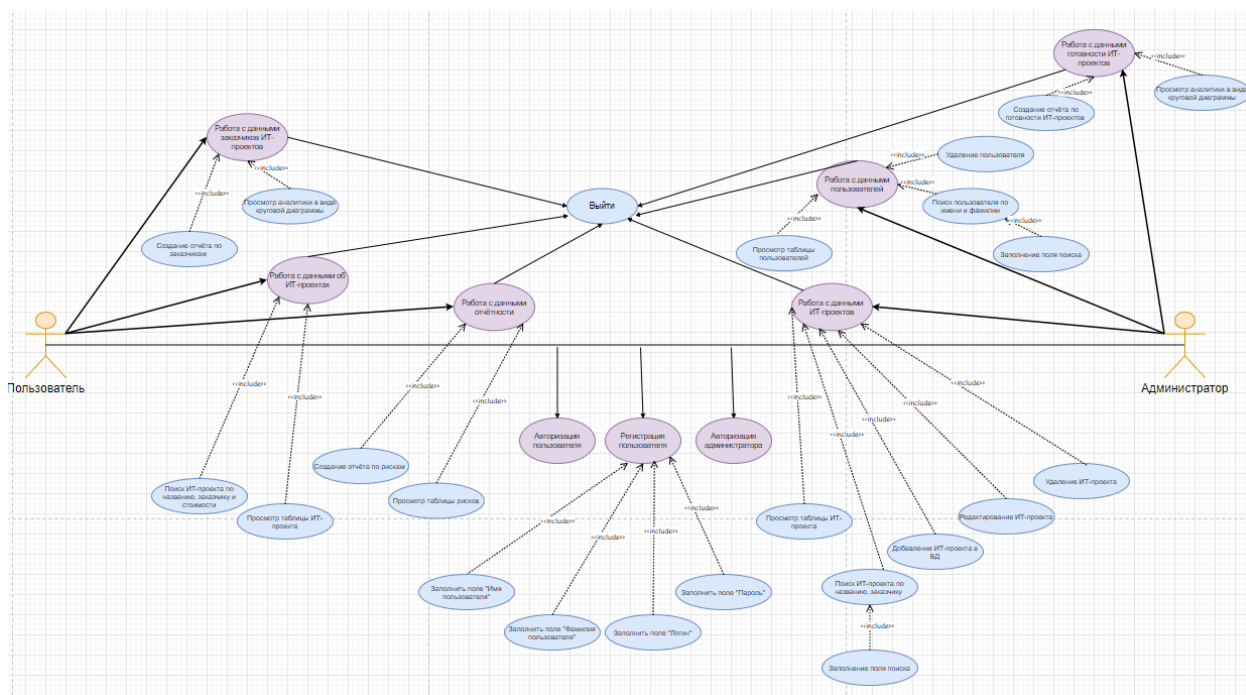 Работа с данными
готовности ИТ-
проектов
<<include>>
Просмотр аналитики в виде
круговой диаграммы
<<include>>
Создание отчёта по
готовности ИТ-проектов
Работа с данными
заказчиков ИТ-
проектов
<<include>>
<<include>>
Просмотр аналитики в виде
круговой диаграммы
Создание отчёта по
заказчикам
<<include>>
Удаление пользователя
Работа с данными
пользователей
<<include>>
Поиск пользователя по
имени и фамилии
<<include>>
<<include>>
Просмотр таблицы
пользователей
Заполнение поля поиска
Выйти
Работа с данными об
ИТ-проектах
Работа с данными
отчётности
Работа с данными
ИТ-проектов
Пользователь
Администратор
<<include>>
<<include>>
<<include>>
<<include>>
<<include>>
<<include>>
<<include>>
<<include>>
<<include>>
Авторизация
пользователя
Регистрация
пользователя
Авторизация
администратора
Создание отчёта по рискам
Просмотр таблицы рисков
Поиск ИТ-проекта по
названию, заказчику и
стоимости
Просмотр таблицы ИТ-
проекта
Удаление ИТ-проекта
Редактирование ИТ-проекта
Просмотр таблицы ИТ-
проекта
Добавление ИТ-проекта в
БД
<<include>>
<<include>>
<<include>>
<<include>>
Заполнить поле "Имя
пользователя"
Заполнить поле "Фамилия
пользователя"
Заполнить поле "Логин"
Заполнить поле "Пароль"
Поиск ИТ-проекта по
названию, заказчику
<<include>>
Заполнение поля поиска